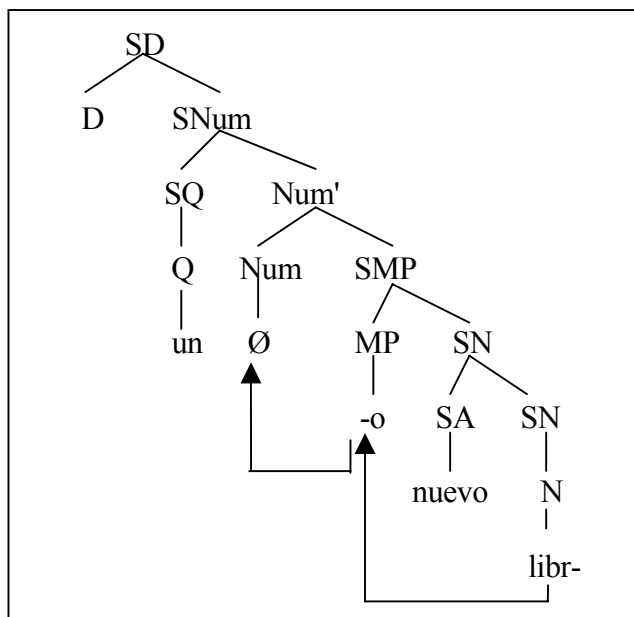 SD
D SNum
SQ Num'
Q Num SMP
un Ø MP SN
-o SA SN
nuevo N
libr-